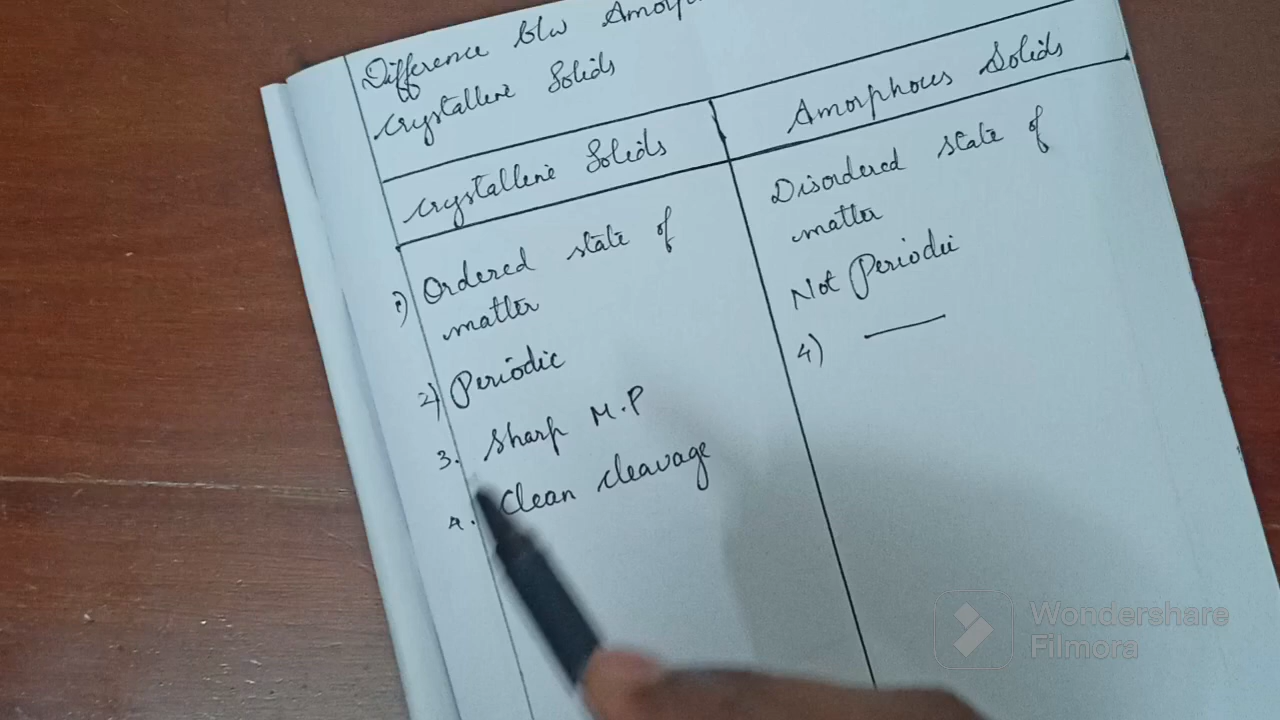 Difference b/w
Crystalline Solids
Crystalline Solids
Amorphous Solids
1) Ordered state of
matter
2) Periodic
3. Sharp M.P
4. Clean cleavage
Disordered state of
matter
Not Periodic
4) —
Wondershare
Filmora